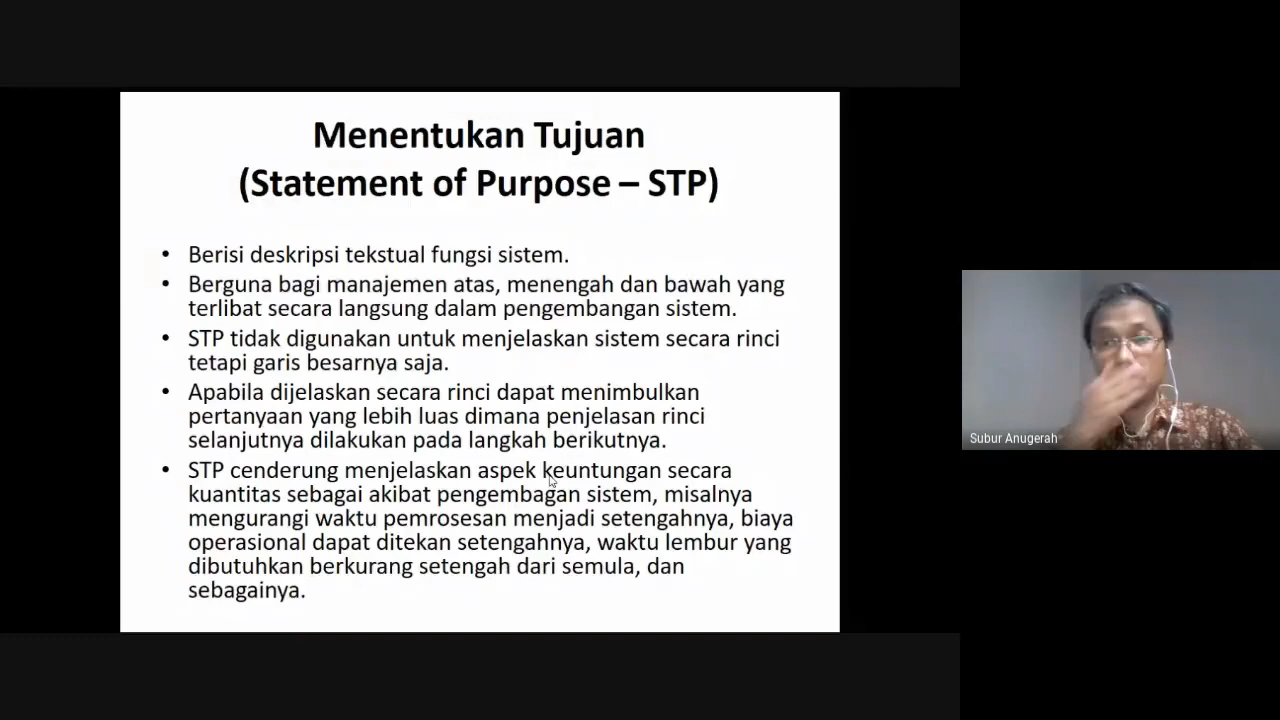 Menentukan Tujuan
(Statement of Purpose – STP)
• Berisi deskripsi tekstual fungsi sistem.
• Berguna bagi manajemen atas, menengah dan bawah yang
terlibat secara langsung dalam pengembangan sistem.
• STP tidak digunakan untuk menjelaskan sistem secara rinci
tetapi garis besarnya saja.
• Apabila dijelaskan secara rinci dapat menimbulkan
pertanyaan yang lebih luas dimana penjelasan rinci
selanjutnya dilakukan pada langkah berikutnya.
• STP cenderung menjelaskan aspek keuntungan secara
kuantitas sebagai akibat pengembagan sistem, misalnya
mengurangi waktu pemrosesan menjadi setengahnya, biaya
operasional dapat ditekan setengahnya, waktu lembur yang
dibutuhkan berkurang setengah dari semula, dan
sebagainya.
Subur Anugerah